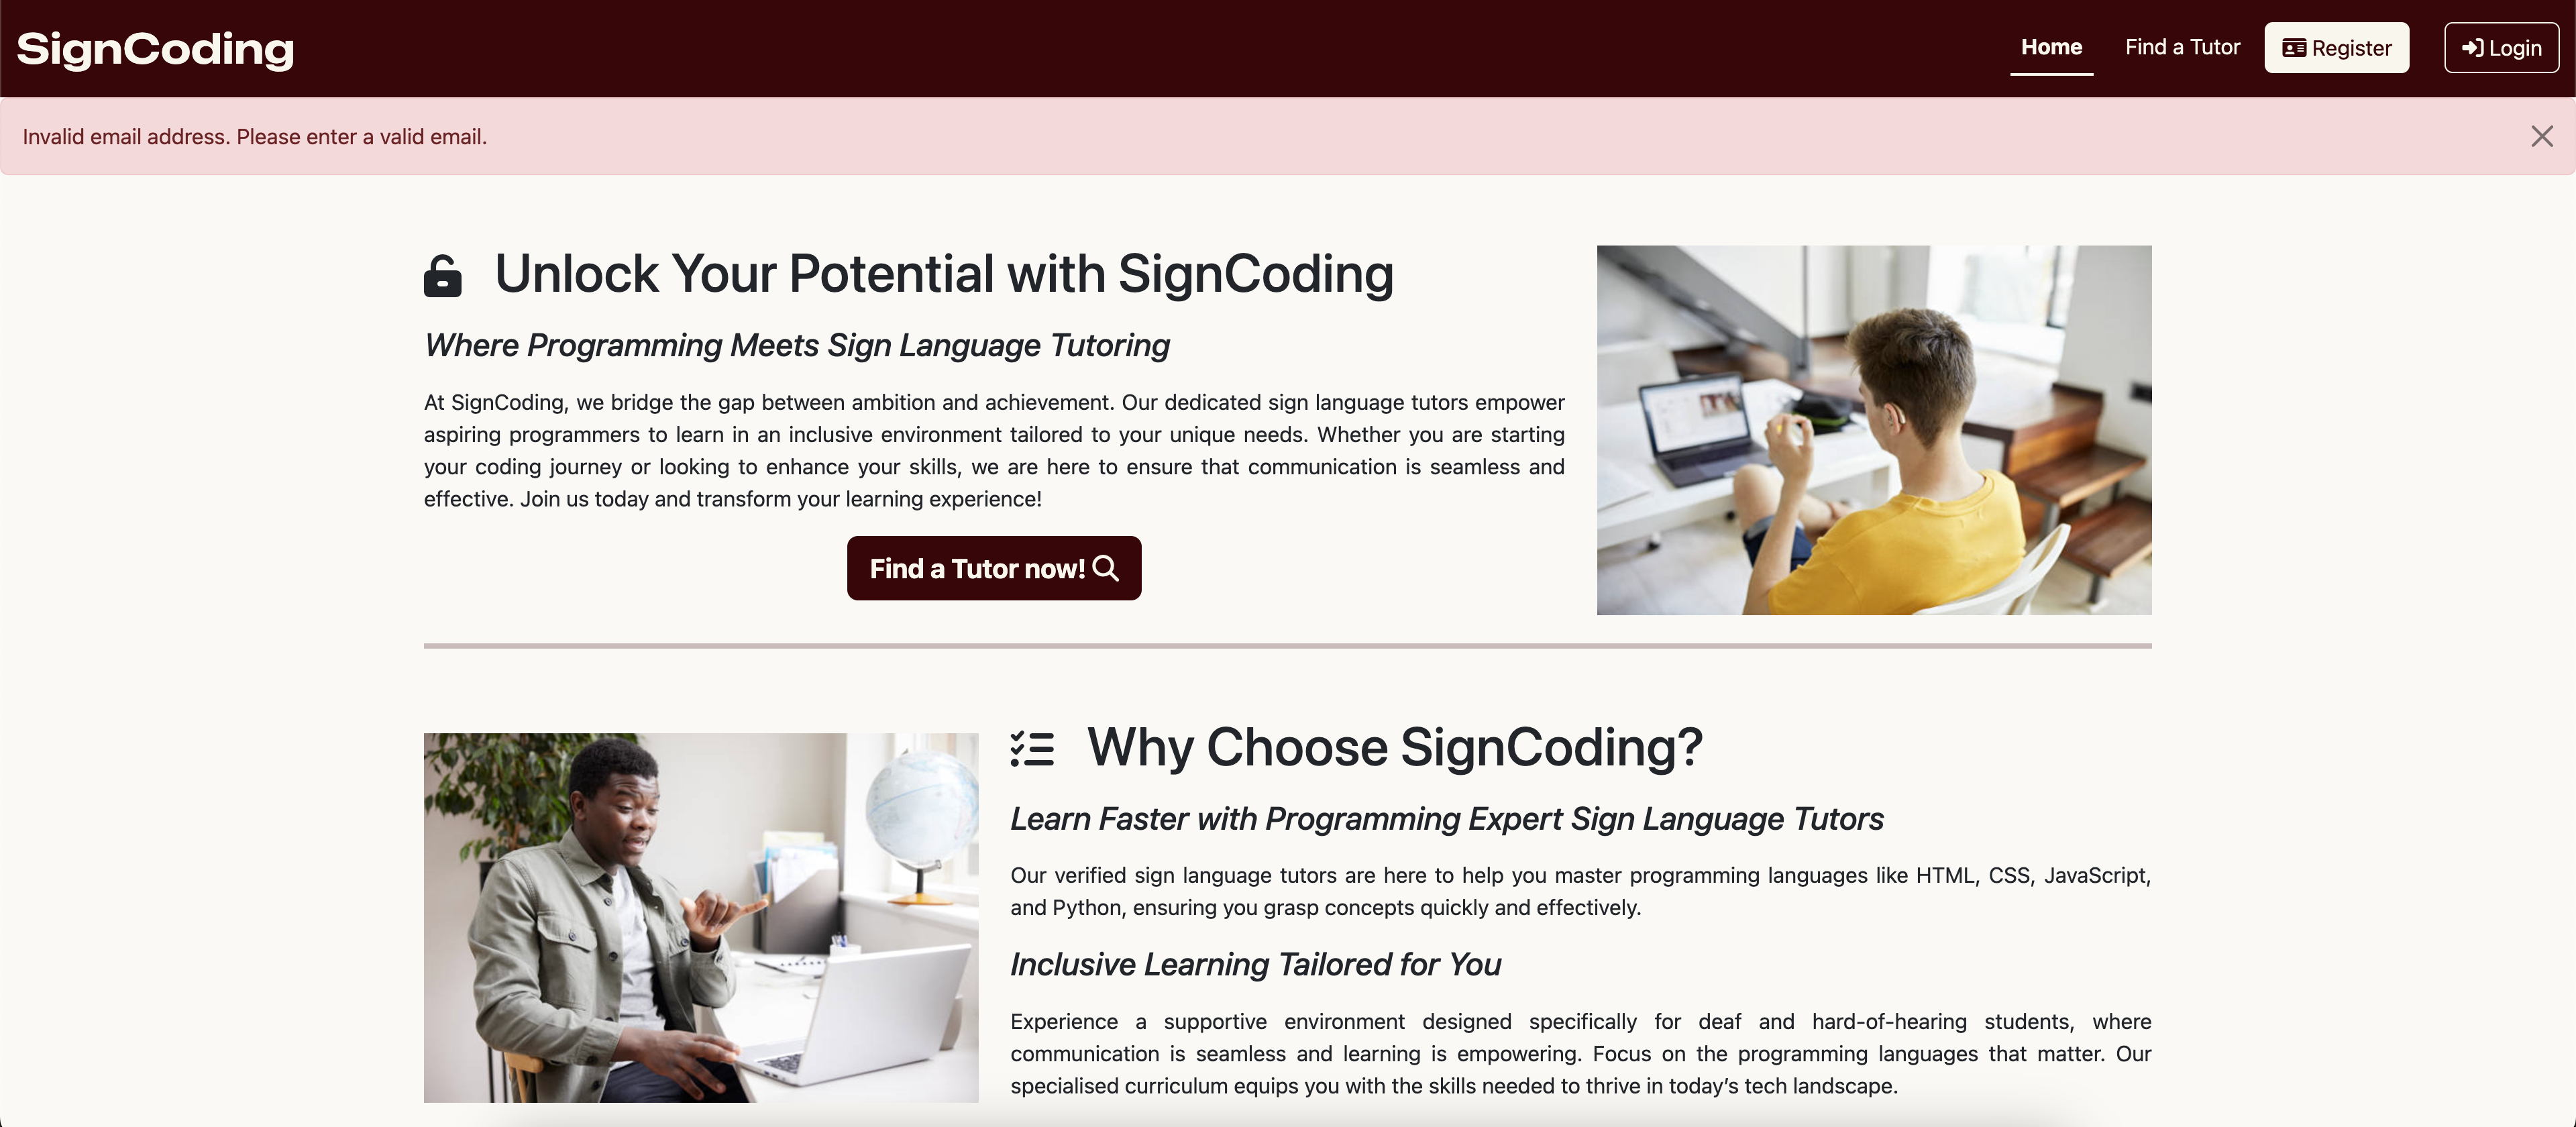 SignCoding
Home
Find a Tutor
Register
Login
Invalid email address. Please enter a valid email.
Unlock Your Potential with SignCoding
Where Programming Meets Sign Language Tutoring
At SignCoding, we bridge the gap between ambition and achievement. Our dedicated sign language tutors empower
aspiring programmers to learn in an inclusive environment tailored to your unique needs. Whether you are starting
your coding journey or looking to enhance your skills, we are here to ensure that communication is seamless and
effective. Join us today and transform your learning experience!
Find a Tutor now!
Why Choose SignCoding?
Learn Faster with Programming Expert Sign Language Tutors
Our verified sign language tutors are here to help you master programming languages like HTML, CSS, JavaScript,
and Python, ensuring you grasp concepts quickly and effectively.
Inclusive Learning Tailored for You
Experience a supportive environment designed specifically for deaf and hard-of-hearing students, where
communication is seamless and learning is empowering. Focus on the programming languages that matter. Our
specialised curriculum equips you with the skills needed to thrive in today’s tech landscape.